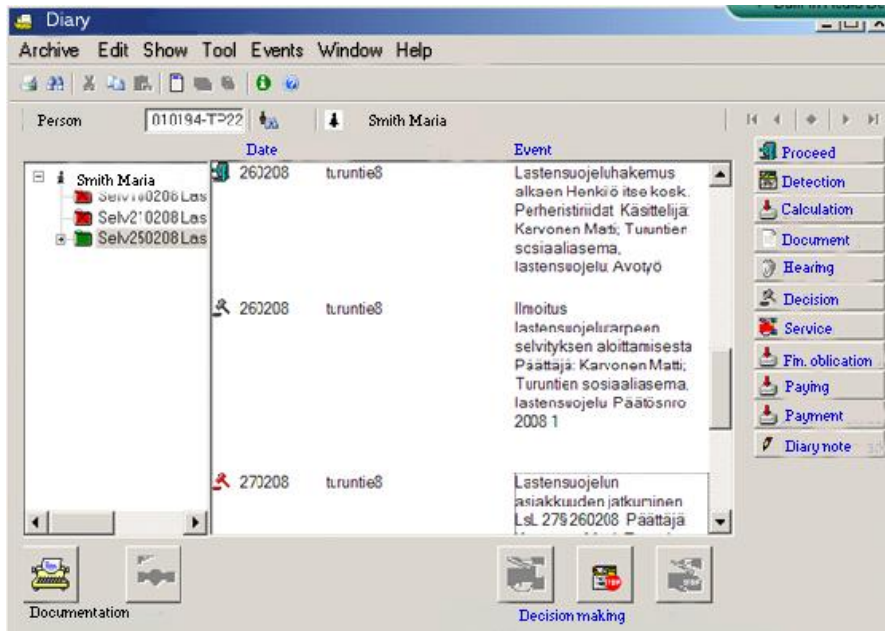 Diary
Archive Edit Show Tool Events Window Help
Person 010194-TP22 Smith Maria
Date Event
Smith Maria
Selv210208Las
Selv250208Las
260208 turuntie8 Lastensuojeluhakemus
alkaen Henkilö itse kosk.
Perheristiriidat Käsittelijä:
Karvonen Matti; Turuntien
sosiaaliasema,
lastensuojelu Avotyö
260208 turuntie8 Ilmoitus
lastensuojelutarpeen
selvityksen aloittamisesta
Päättäjä: Karvonen Matti;
Turuntien sosiaaliasema,
lastensuojelu Päätösnro
2008 1
270208 turuntie8 Lastensuojelun
asiakkuuden jatkuminen
LsL 27§ 260208 Päättäjä
Proceed
Detection
Calculation
Document
Hearing
Decision
Service
Fin. oblication
Paying
Payment
Diary note
Documentation
Decision making